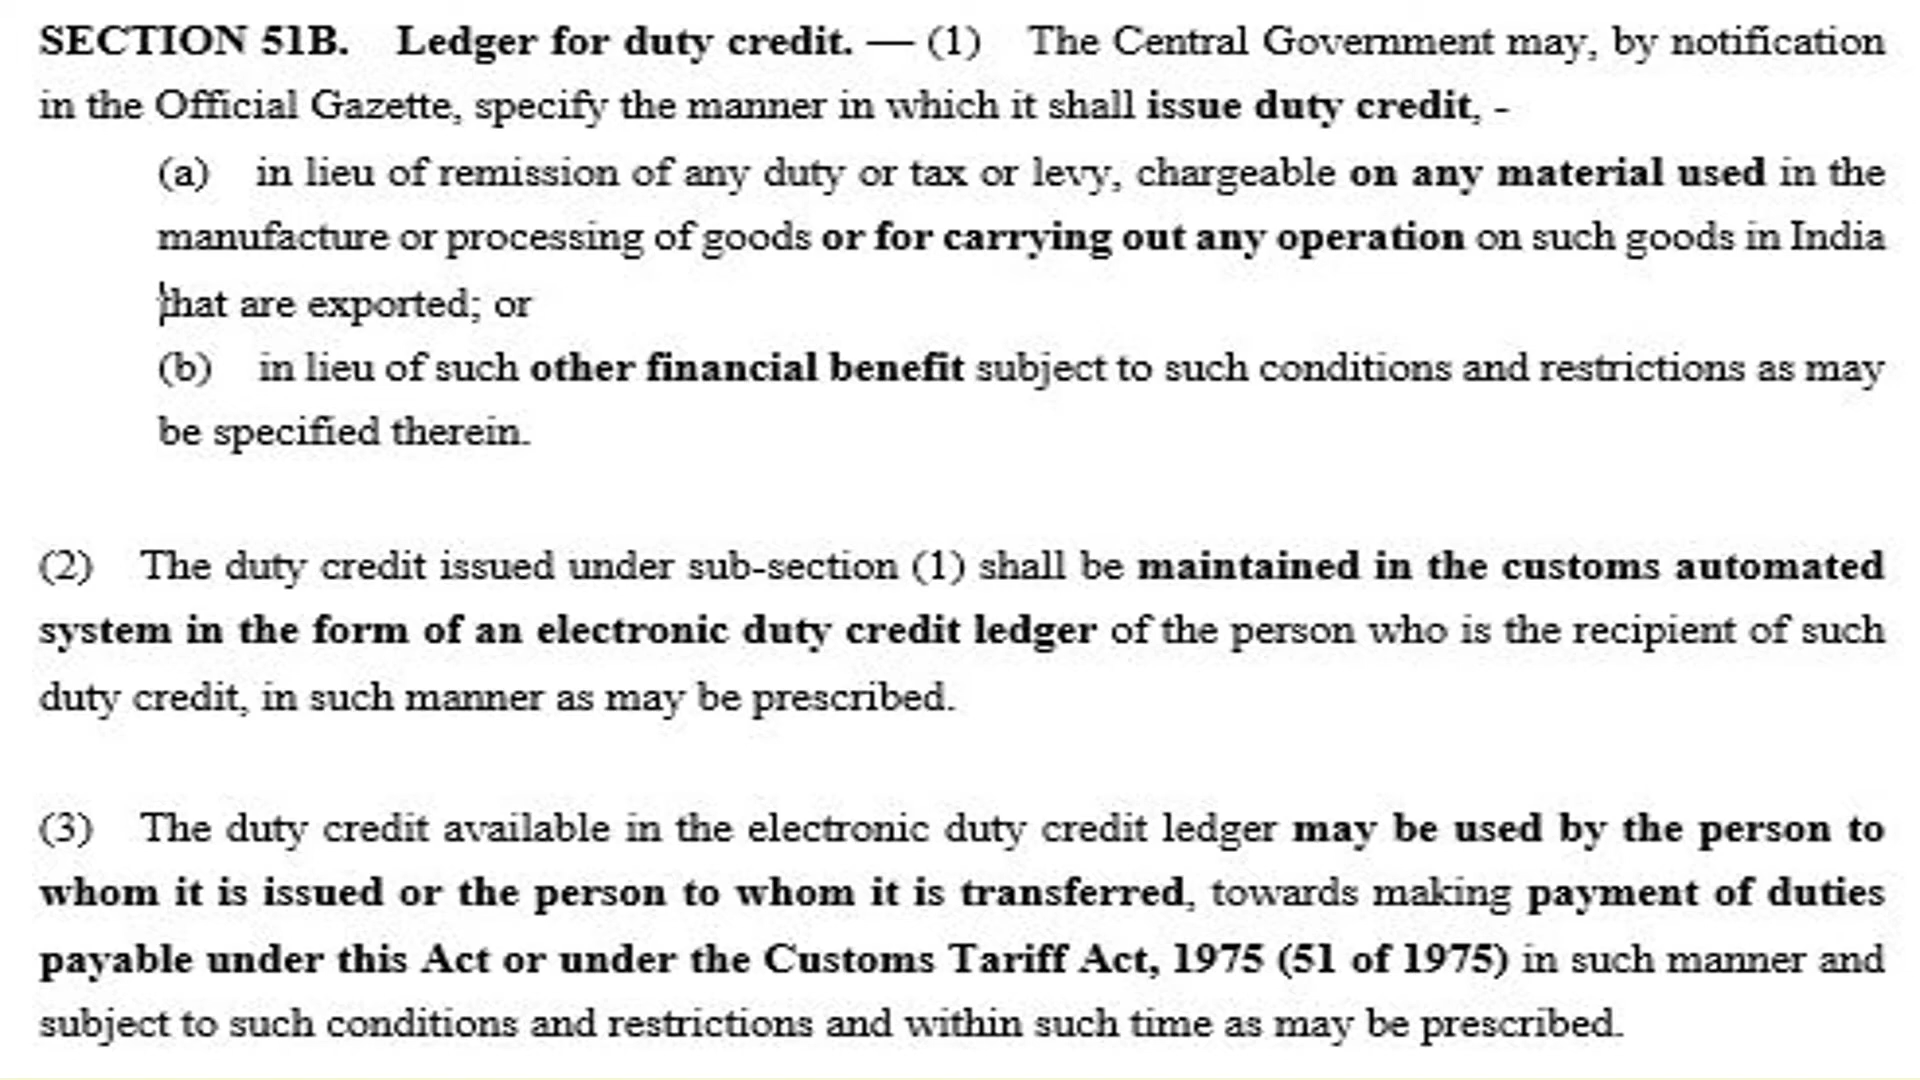 SECTION 51B. Ledger for duty credit. — (1) The Central Government may, by notification
in the Official Gazette, specify the manner in which it shall issue duty credit, -
(a) in lieu of remission of any duty or tax or levy, chargeable on any material used in the
manufacture or processing of goods or for carrying out any operation on such goods in India
that are exported; or
(b) in lieu of such other financial benefit subject to such conditions and restrictions as may
be specified therein.
(2) The duty credit issued under sub-section (1) shall be maintained in the customs automated
system in the form of an electronic duty credit ledger of the person who is the recipient of such
duty credit, in such manner as may be prescribed.
(3) The duty credit available in the electronic duty credit ledger may be used by the person to
whom it is issued or the person to whom it is transferred, towards making payment of duties
payable under this Act or under the Customs Tariff Act, 1975 (51 of 1975) in such manner and
subject to such conditions and restrictions and within such time as may be prescribed.